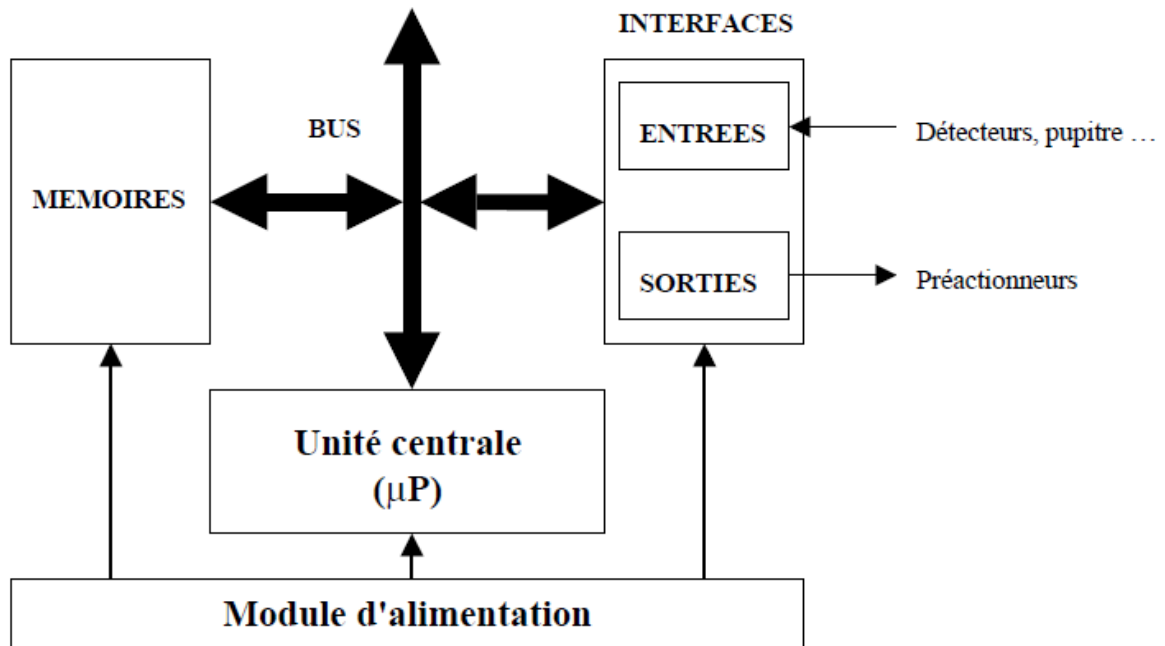 INTERFACES
BUS
ENTREES
Détecteurs, pupitre …
MEMOIRES
SORTIES
Préactionneurs
Unité centrale
(µP)
Module d'alimentation